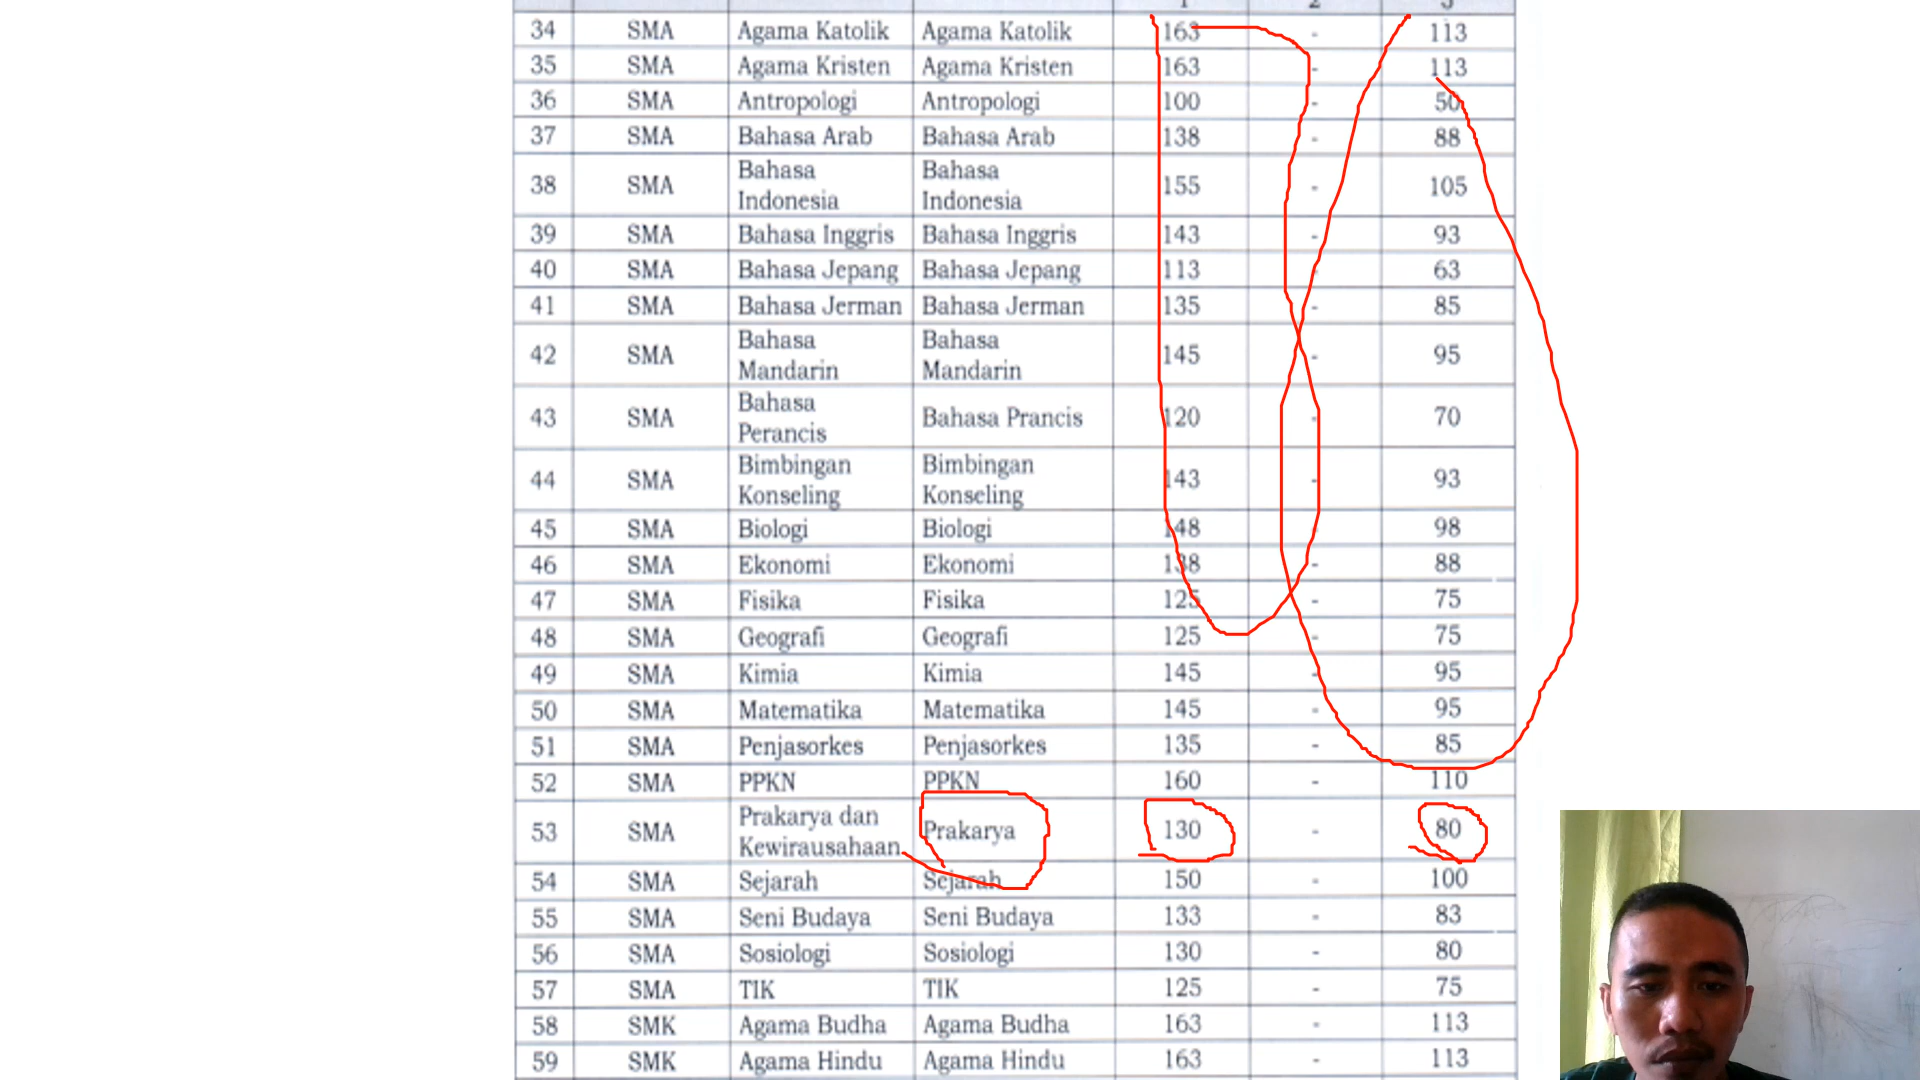 1 2 3
34 SMA Agama Katolik Agama Katolik 163 - 113
35 SMA Agama Kristen Agama Kristen 163 - 113
36 SMA Antropologi Antropologi 100 - 50
37 SMA Bahasa Arab Bahasa Arab 138 - 88
38 SMA Bahasa Indonesia Bahasa Indonesia 155 - 105
39 SMA Bahasa Inggris Bahasa Inggris 143 - 93
40 SMA Bahasa Jepang Bahasa Jepang 113 - 63
41 SMA Bahasa Jerman Bahasa Jerman 135 - 85
42 SMA Bahasa Mandarin Bahasa Mandarin 145 - 95
43 SMA Bahasa Perancis Bahasa Prancis 120 - 70
44 SMA Bimbingan Konseling Bimbingan Konseling 143 - 93
45 SMA Biologi Biologi 148 - 98
46 SMA Ekonomi Ekonomi 138 - 88
47 SMA Fisika Fisika 125 - 75
48 SMA Geografi Geografi 125 - 75
49 SMA Kimia Kimia 145 - 95
50 SMA Matematika Matematika 145 - 95
51 SMA Penjasorkes Penjasorkes 135 - 85
52 SMA PPKN PPKN 160 - 110
53 SMA Prakarya dan Kewirausahaan Prakarya 130 - 80
54 SMA Sejarah Sejarah 150 - 100
55 SMA Seni Budaya Seni Budaya 133 - 83
56 SMA Sosiologi Sosiologi 130 - 80
57 SMA TIK TIK 125 - 75
58 SMK Agama Budha Agama Budha 163 - 113
59 SMK Agama Hindu Agama Hindu 163 - 113